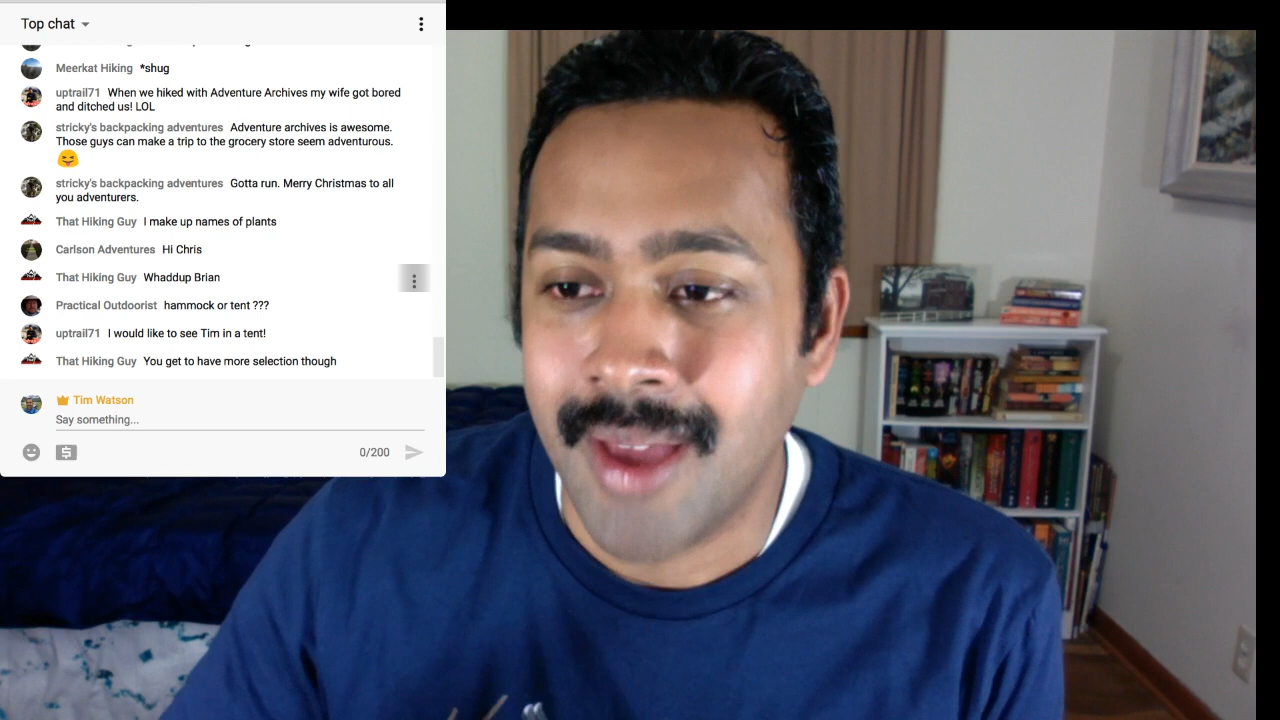 Top chat
Meerkat Hiking *shug
uptrail71 When we hiked with Adventure Archives my wife got bored
and ditched us! LOL
stricky's backpacking adventures Adventure archives is awesome.
Those guys can make a trip to the grocery store seem adventurous.
stricky's backpacking adventures Gotta run. Merry Christmas to all
you adventurers.
That Hiking Guy I make up names of plants
Carlson Adventures Hi Chris
That Hiking Guy Whaddup Brian
Practical Outdoorist hammock or tent ???
uptrail71 I would like to see Tim in a tent!
That Hiking Guy You get to have more selection though
Tim Watson
Say something...
0/200